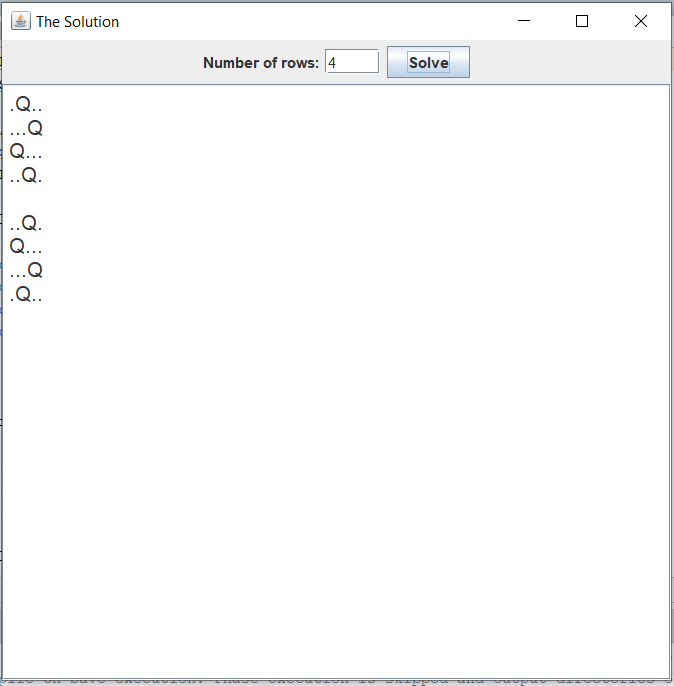 The Solution
Number of rows: 4 Solve
.Q..
...Q
Q...
..Q.

..Q.
Q...
...Q
.Q..